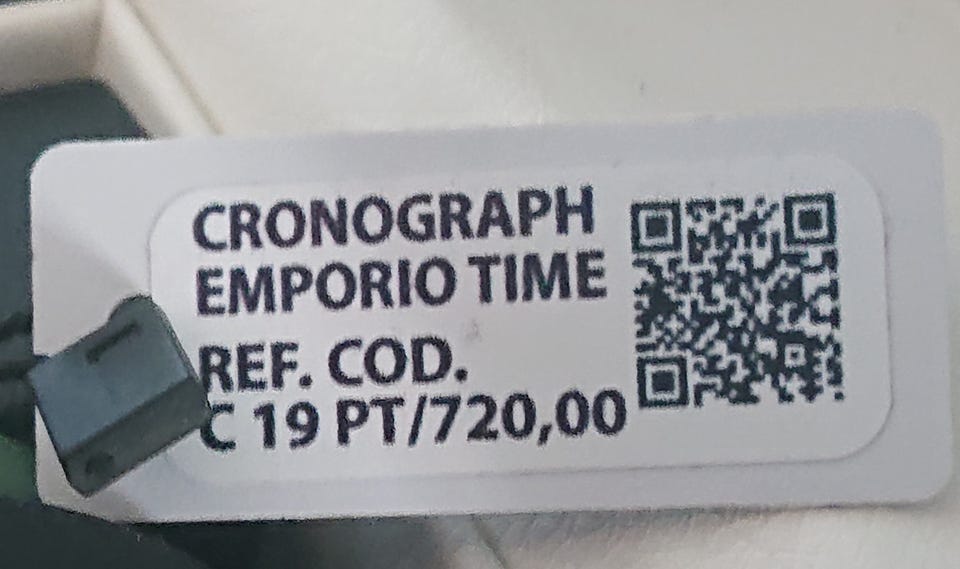 CRONOGRAPH
EMPORIO TIME
REF. COD.
C 19 PT/720,00